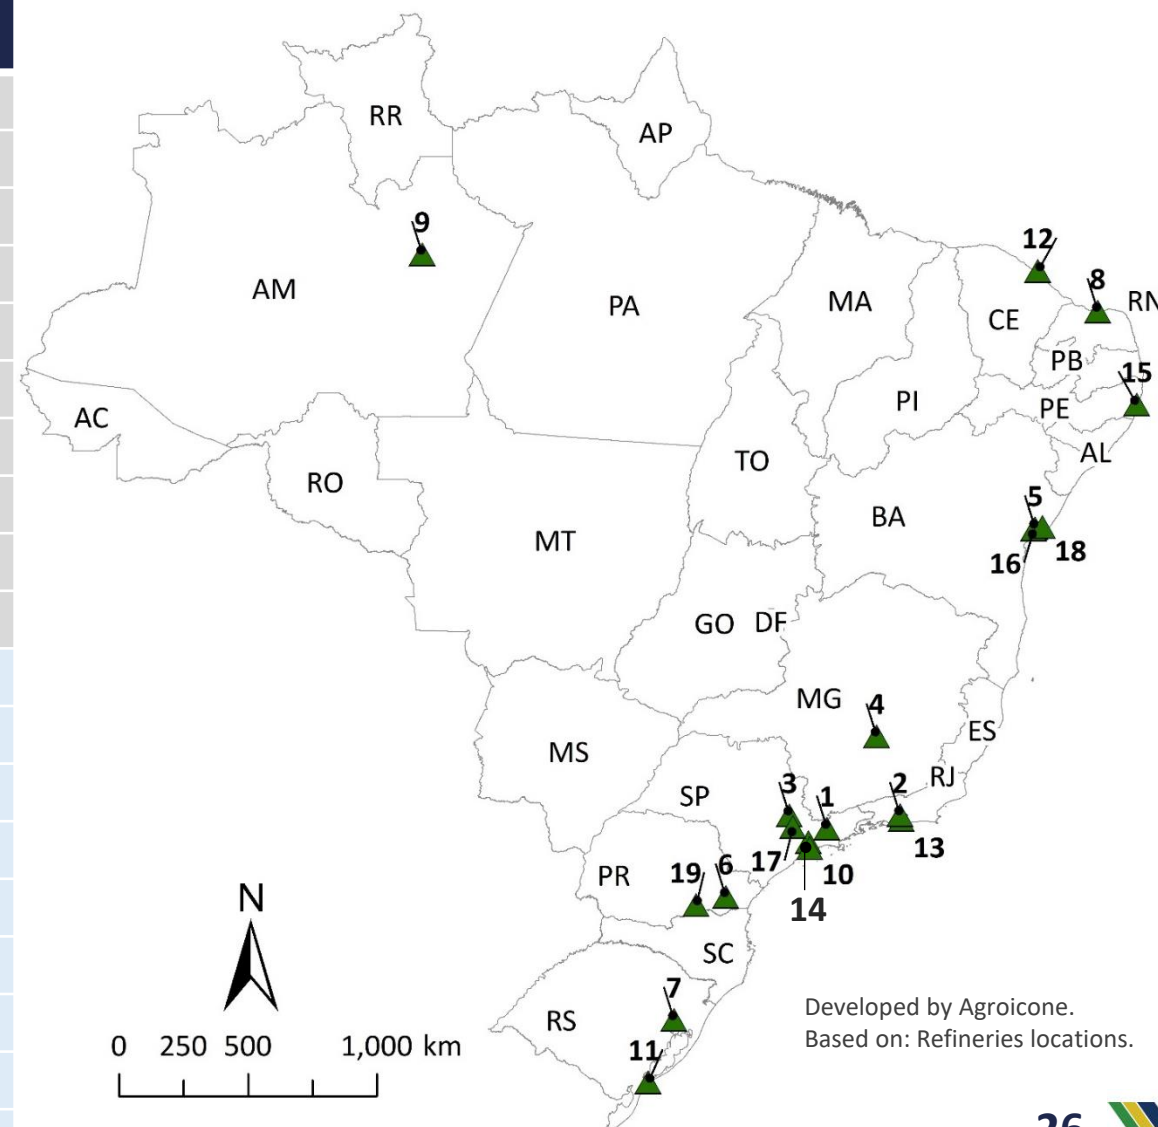 RR
AP
9
12
8
RN
AM
PA
MA
CE
PB
15
AC
PI
PE
AL
TO
RO
5
BA
MT
16
18
GO
DF
MG
4
ES
MS
RJ
SP
3
1
2
13
17
10
PR
19
6
14
N
SC
7
RS
Developed by Agroicone.
Based on: Refineries locations.
11
0 250 500 1,000 km
26